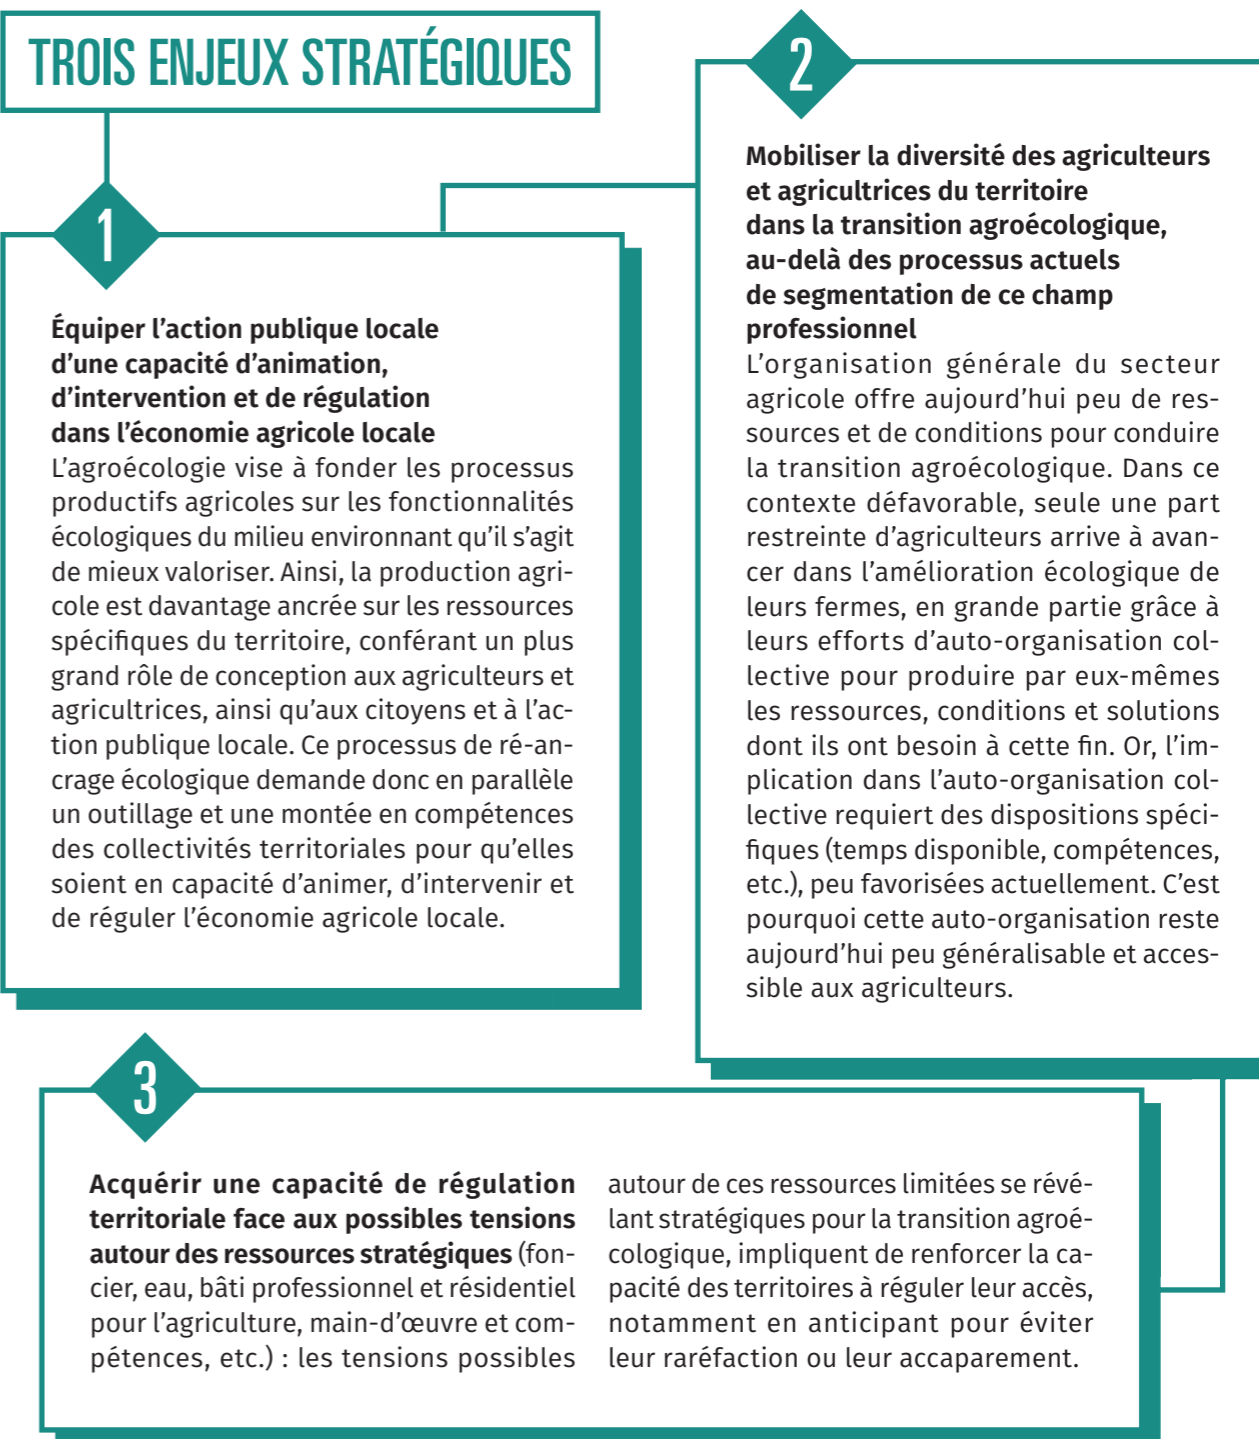 TROIS ENJEUX STRATÉGIQUES
1
Équiper l’action publique locale
d’une capacité d’animation,
d’intervention et de régulation
dans l’économie agricole locale
L’agroécologie vise à fonder les processus
productifs agricoles sur les fonctionnalités
écologiques du milieu environnant qu’il s’agit
de mieux valoriser. Ainsi, la production agri-
cole est davantage ancrée sur les ressources
spécifiques du territoire, conférant un plus
grand rôle de conception aux agriculteurs et
agricultrices, ainsi qu’aux citoyens et à l’ac-
tion publique locale. Ce processus de ré-an-
crage écologique demande donc en parallèle
un outillage et une montée en compétences
des collectivités territoriales pour qu’elles
soient en capacité d’animer, d’intervenir et
de réguler l’économie agricole locale.
2
Mobiliser la diversité des agriculteurs
et agricultrices du territoire
dans la transition agroécologique,
au-delà des processus actuels
de segmentation de ce champ
professionnel
L’organisation générale du secteur
agricole offre aujourd’hui peu de res-
sources et de conditions pour conduire
la transition agroécologique. Dans ce
contexte défavorable, seule une part
restreinte d’agriculteurs arrive à avan-
cer dans l’amélioration écologique de
leurs fermes, en grande partie grâce à
leurs efforts d’auto-organisation col-
lective pour produire par eux-mêmes
les ressources, conditions et solutions
dont ils ont besoin à cette fin. Or, l’im-
plication dans l’auto-organisation col-
lective requiert des dispositions spéci-
fiques (temps disponible, compétences,
etc.), peu favorisées actuellement. C’est
pourquoi cette auto-organisation reste
aujourd’hui peu généralisable et acces-
sible aux agriculteurs.
3
Acquérir une capacité de régulation
territoriale face aux possibles tensions
autour des ressources stratégiques (fon-
cier, eau, bâti professionnel et résidentiel
pour l’agriculture, main-d’œuvre et com-
pétences, etc.) : les tensions possibles
autour de ces ressources limitées se révé-
lant stratégiques pour la transition agroé-
cologique, impliquent de renforcer la ca-
pacité des territoires à réguler leur accès,
notamment en anticipant pour éviter
leur raréfaction ou leur accaparement.